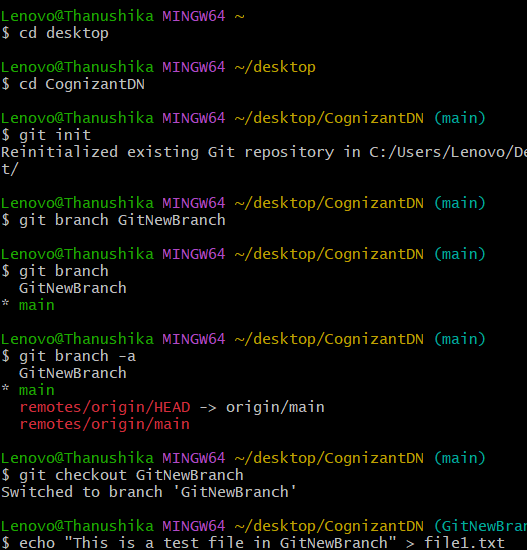 Lenovo@Thanushika MINGW64 ~
$ cd desktop
Lenovo@Thanushika MINGW64 ~/desktop
$ cd CognizantDN
Lenovo@Thanushika MINGW64 ~/desktop/CognizantDN (main)
$ git init
Reinitialized existing Git repository in C:/Users/Lenovo/De
t/
Lenovo@Thanushika MINGW64 ~/desktop/CognizantDN (main)
$ git branch GitNewBranch
Lenovo@Thanushika MINGW64 ~/desktop/CognizantDN (main)
$ git branch
GitNewBranch
* main
Lenovo@Thanushika MINGW64 ~/desktop/CognizantDN (main)
$ git branch -a
GitNewBranch
* main
remotes/origin/HEAD -> origin/main
remotes/origin/main
Lenovo@Thanushika MINGW64 ~/desktop/CognizantDN (main)
$ git checkout GitNewBranch
Switched to branch 'GitNewBranch'
Lenovo@Thanushika MINGW64 ~/desktop/CognizantDN (GitNewBran
$ echo "This is a test file in GitNewBranch" > file1.txt